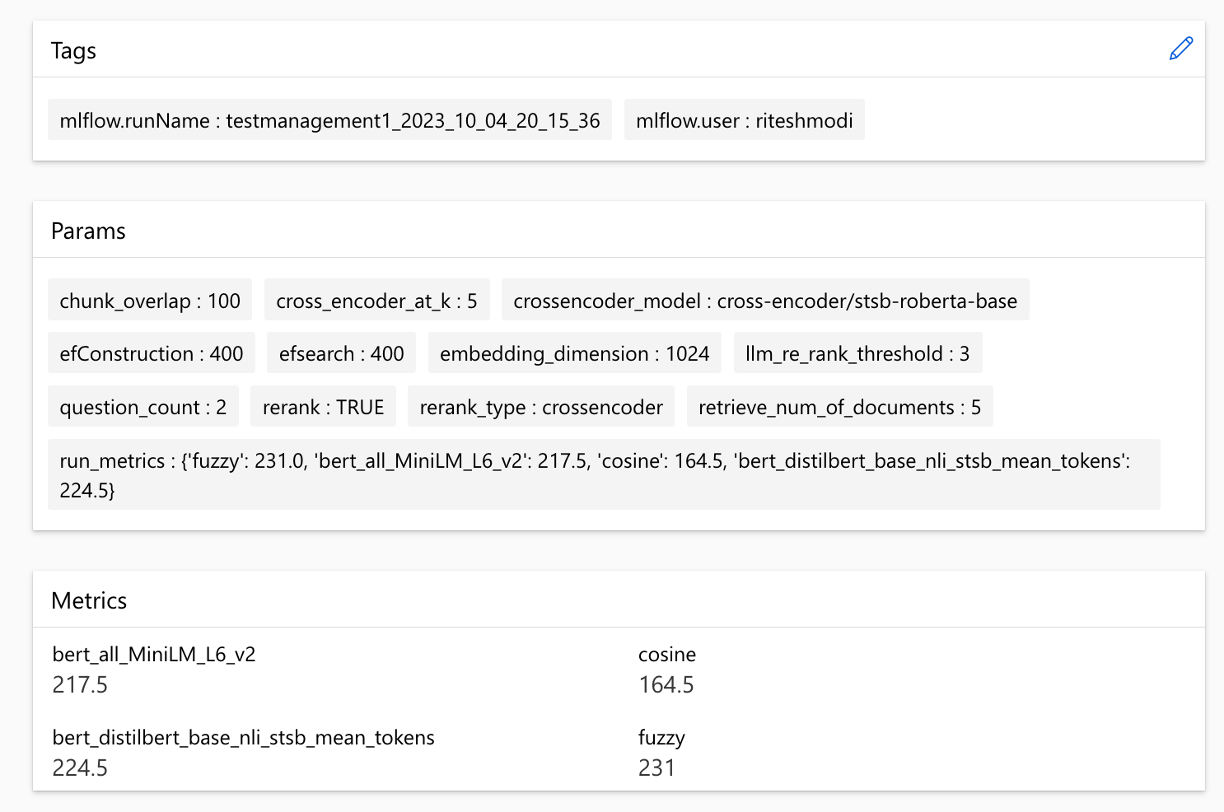 Tags
mlflow.runName : testmanagement1_2023_10_04_20_15_36 mlflow.user : riteshmodi
Params
chunk_overlap : 100 cross_encoder_at_k : 5 crossencoder_model : cross-encoder/stsb-roberta-base
efConstruction : 400 efsearch : 400 embedding_dimension : 1024 llm_re_rank_threshold : 3
question_count : 2 rerank : TRUE rerank_type : crossencoder retrieve_num_of_documents : 5
run_metrics : {'fuzzy': 231.0, 'bert_all_MiniLM_L6_v2': 217.5, 'cosine': 164.5, 'bert_distilbert_base_nli_stsb_mean_tokens':
224.5}
Metrics
bert_all_MiniLM_L6_v2 cosine
217.5 164.5
bert_distilbert_base_nli_stsb_mean_tokens fuzzy
224.5 231